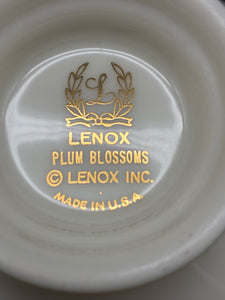 L
LENOX
PLUM BLOSSOMS
© LENOX INC.
MADE IN U.S.A.